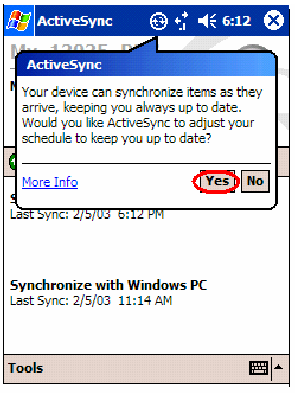 ActiveSync 6:12
ActiveSync
Your device can synchronize items as they
arrive, keeping you always up to date.
Would you like ActiveSync to adjust your
schedule to keep you up to date?
More Info Yes No
Last Sync: 2/5/03 6:12 PM
Synchronize with Windows PC
Last Sync: 2/5/03 11:14 AM
Tools